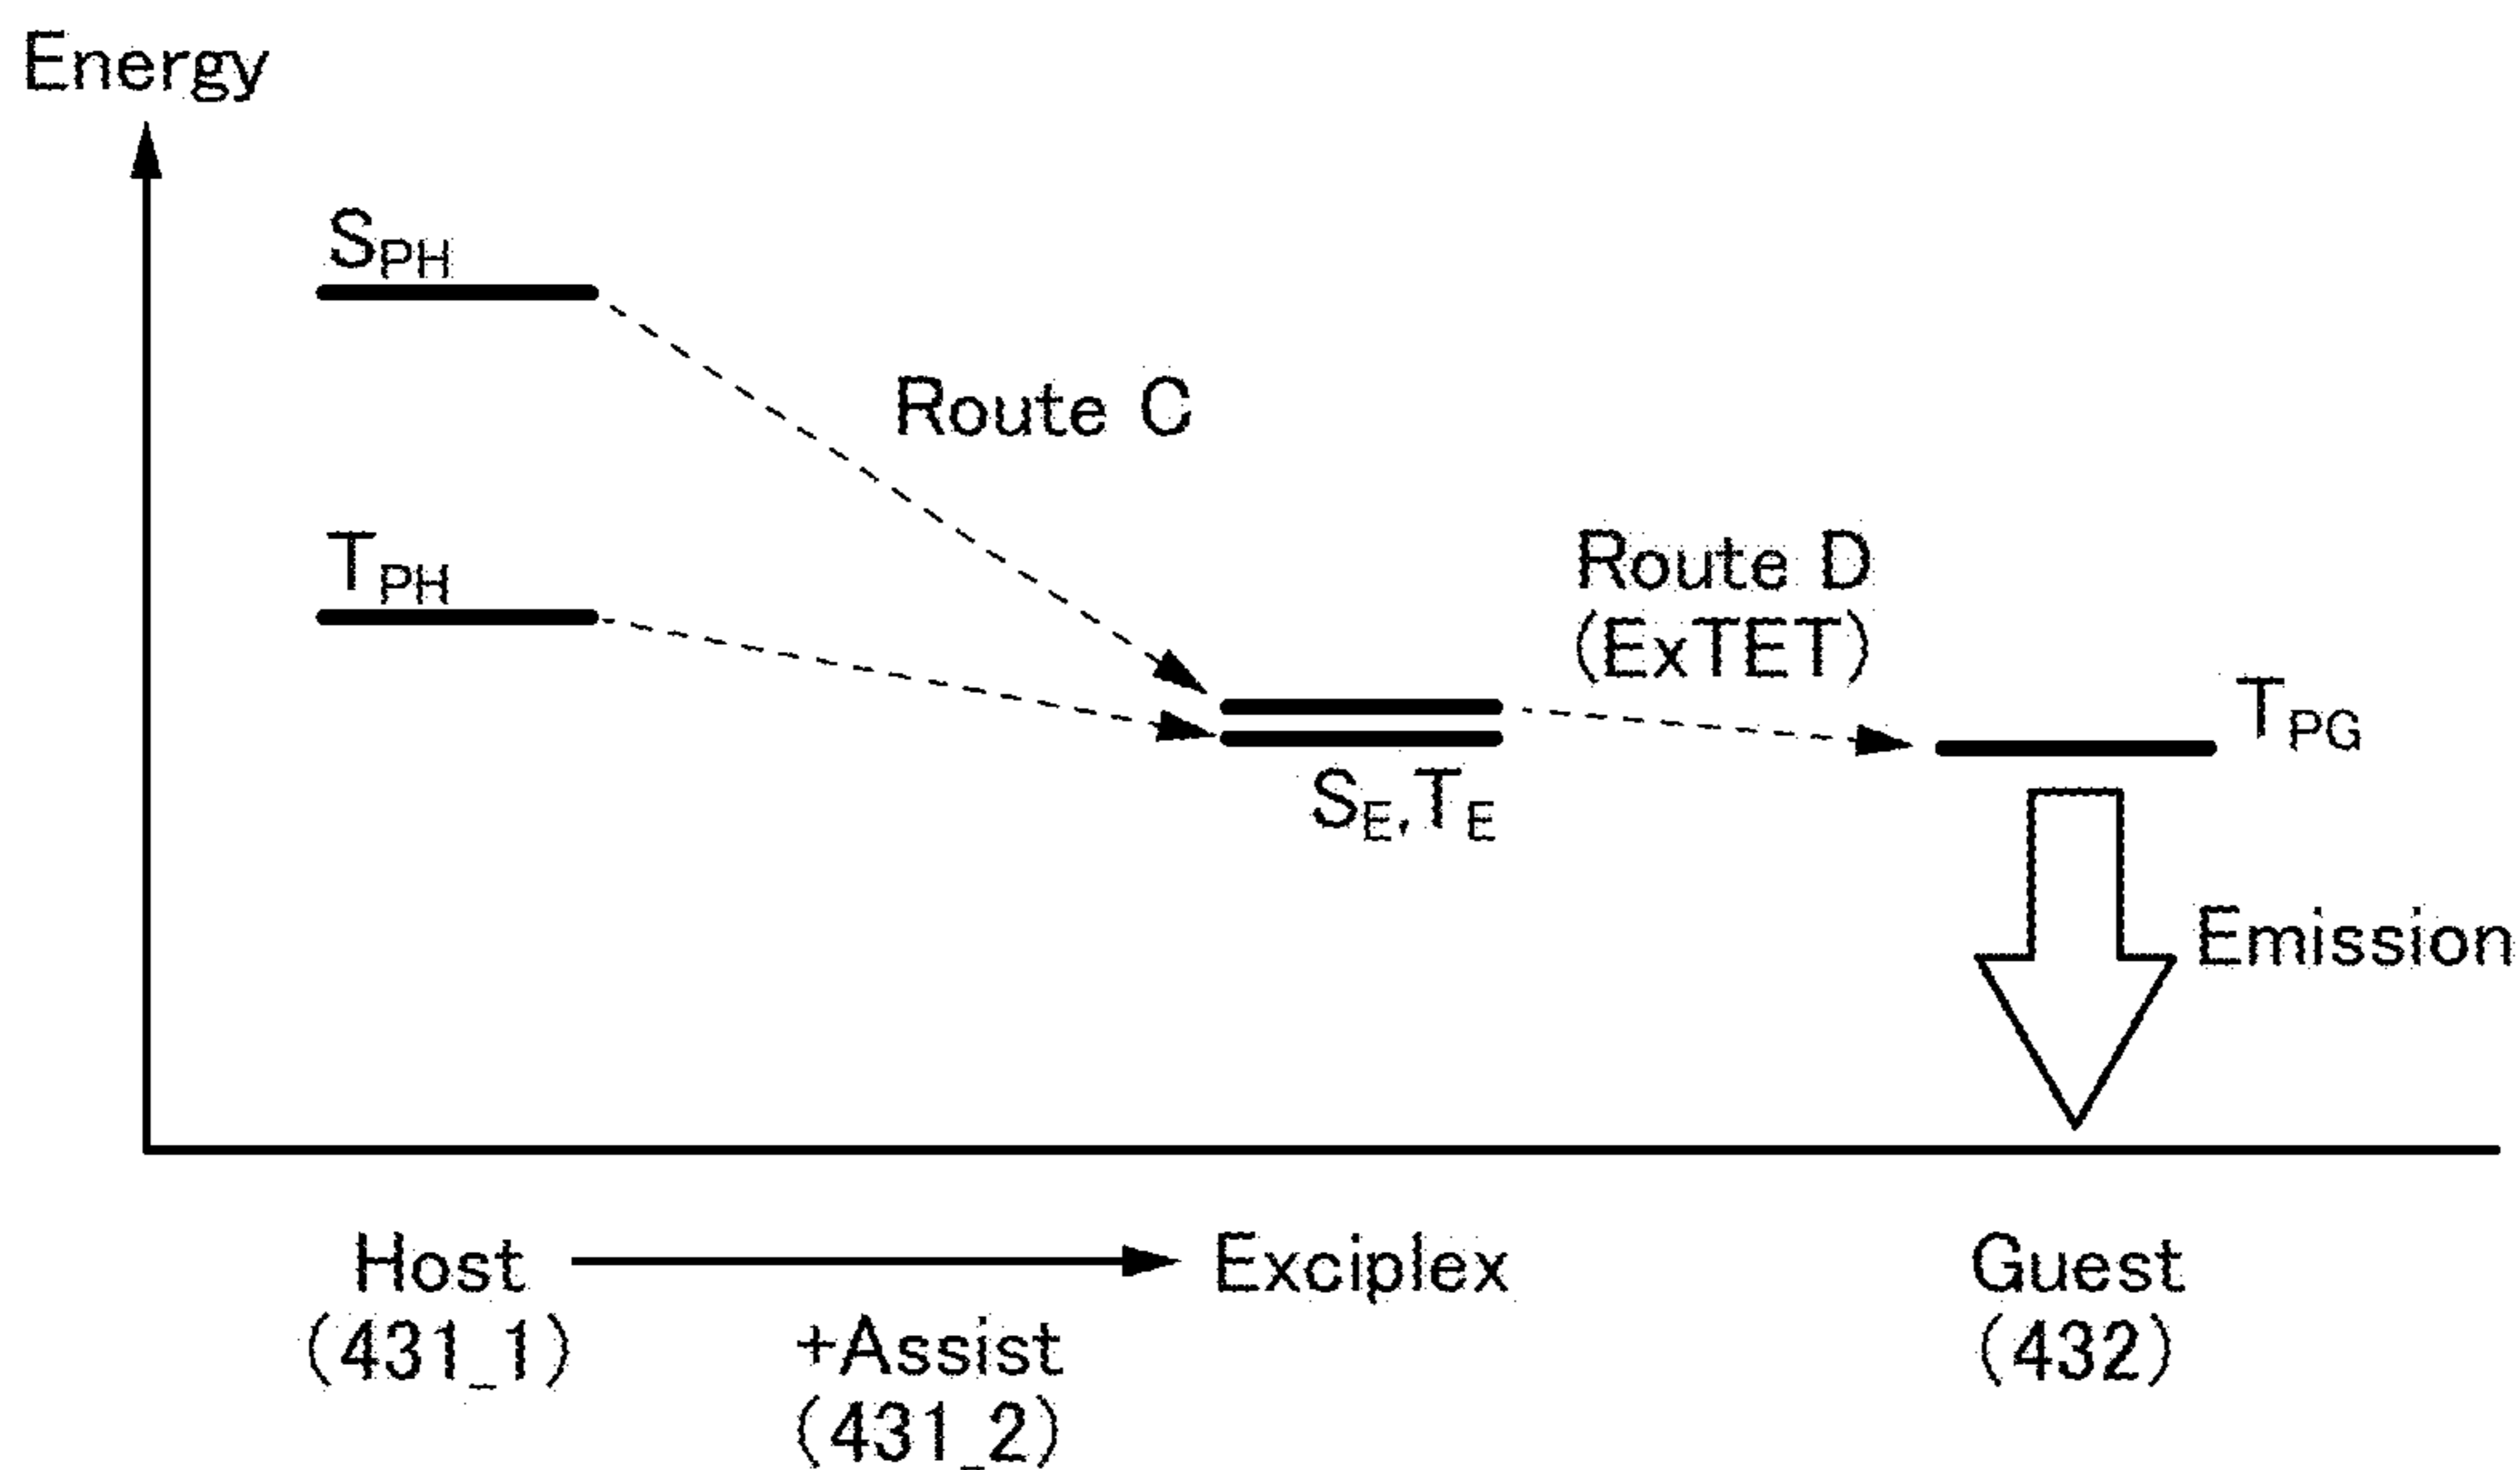 Energy
SPH
Route C
TPH
Route D
(ExTET)
TPG
SE,TE
Emission
Host
(431_1)
+Assist
(431_2)
Exciplex
Guest
(432)